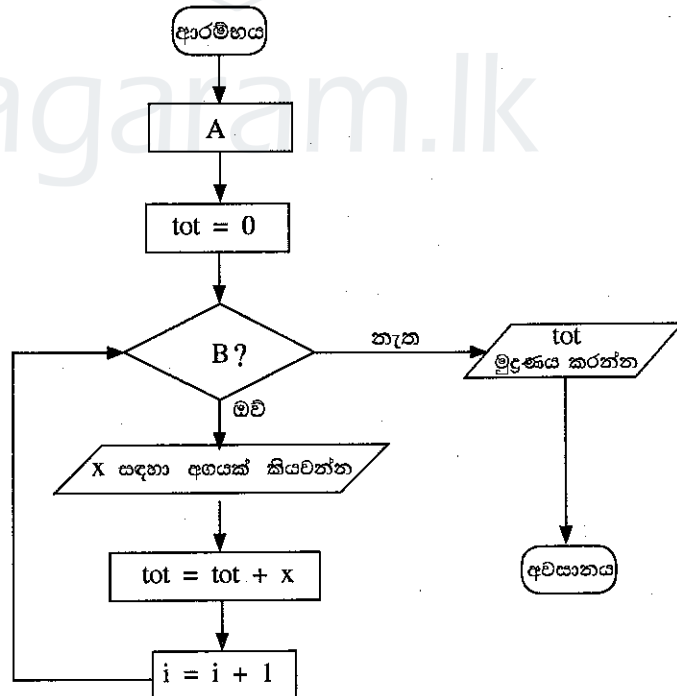 ආරම්භය
agaram.lk
A
tot = 0
B?
නැත
tot
මුද්‍රණය කරන්න
ඔව්
x සඳහා අගයක් කියවන්න
tot = tot + x
අවසානය
i = i + 1